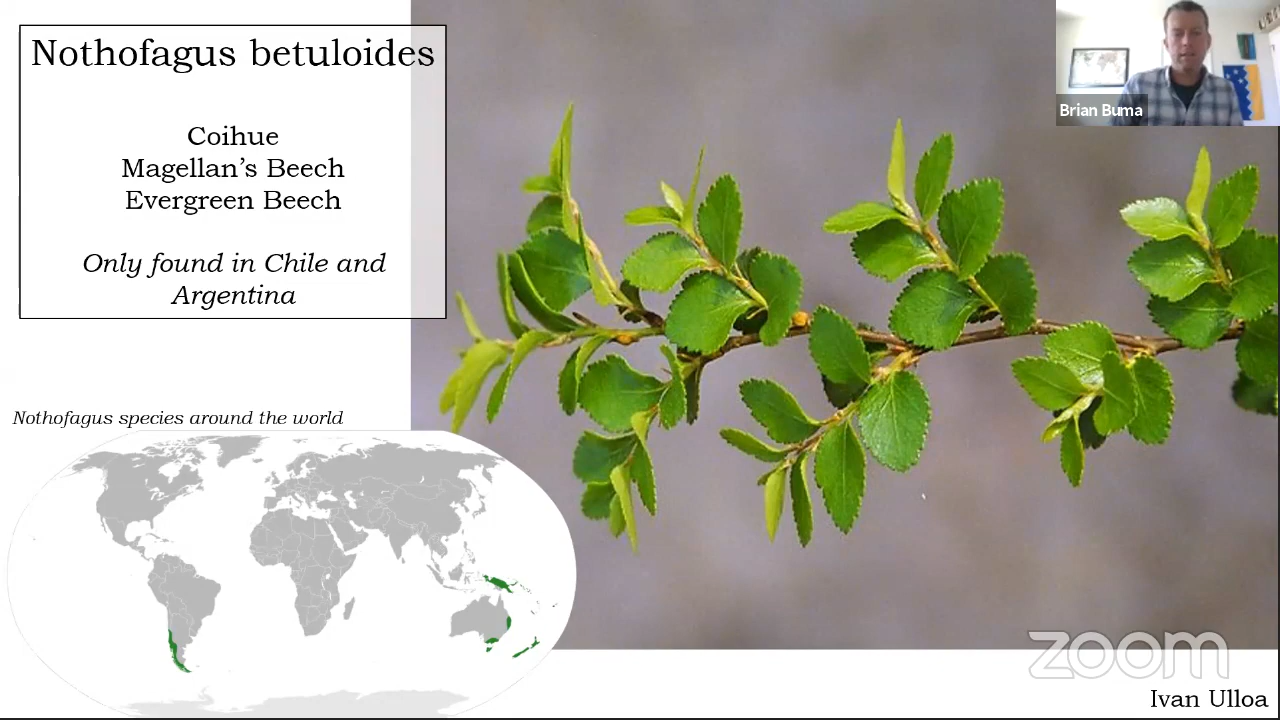 Nothofagus betuloides
Coihue
Magellan's Beech
Evergreen Beech
Only found in Chile and
Argentina
Brian Buma
Nothofagus species around the world
zoom
Ivan Ulloa